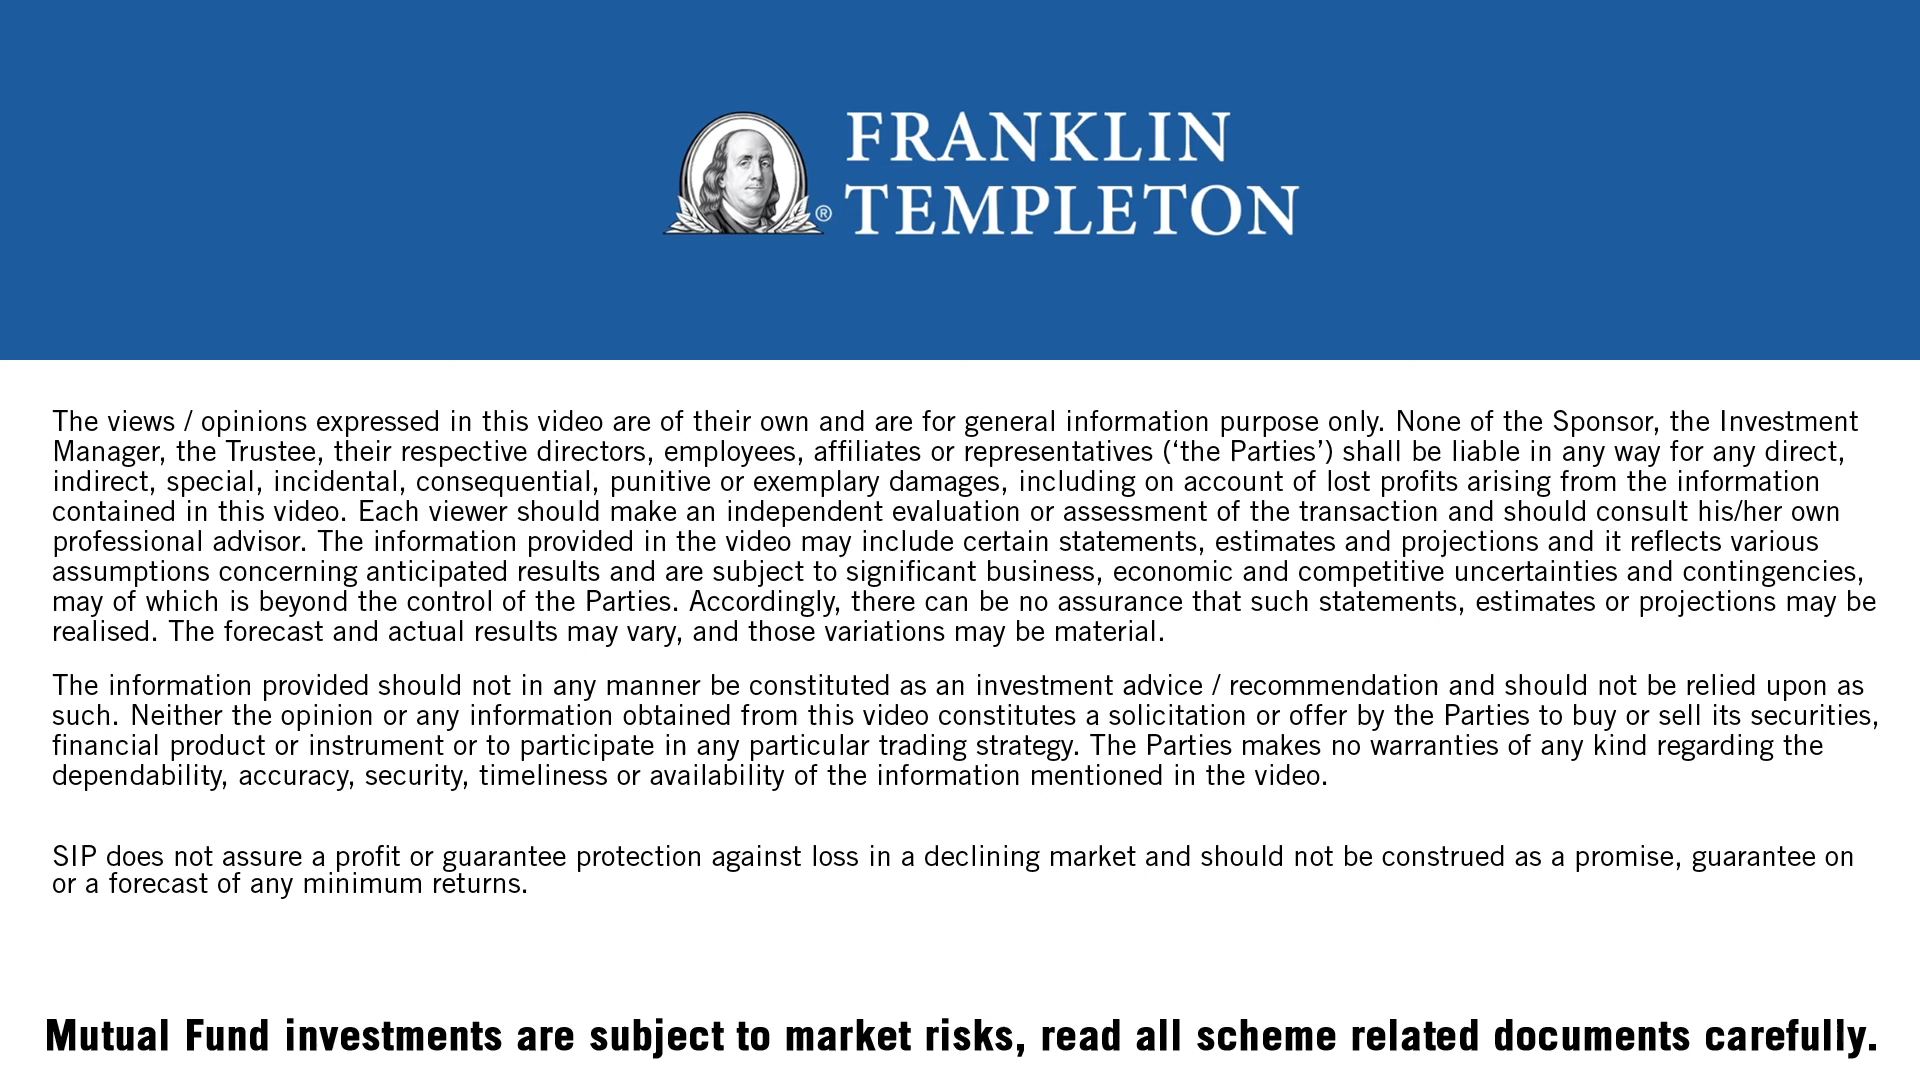 FRANKLIN
TEMPLETON
®
The views / opinions expressed in this video are of their own and are for general information purpose only. None of the Sponsor, the Investment
Manager, the Trustee, their respective directors, employees, affiliates or representatives (‘the Parties’) shall be liable in any way for any direct,
indirect, special, incidental, consequential, punitive or exemplary damages, including on account of lost profits arising from the information
contained in this video. Each viewer should make an independent evaluation or assessment of the transaction and should consult his/her own
professional advisor. The information provided in the video may include certain statements, estimates and projections and it reflects various
assumptions concerning anticipated results and are subject to significant business, economic and competitive uncertainties and contingencies,
may of which is beyond the control of the Parties. Accordingly, there can be no assurance that such statements, estimates or projections may be
realised. The forecast and actual results may vary, and those variations may be material.
The information provided should not in any manner be constituted as an investment advice / recommendation and should not be relied upon as
such. Neither the opinion or any information obtained from this video constitutes a solicitation or offer by the Parties to buy or sell its securities,
financial product or instrument or to participate in any particular trading strategy. The Parties makes no warranties of any kind regarding the
dependability, accuracy, security, timeliness or availability of the information mentioned in the video.
SIP does not assure a profit or guarantee protection against loss in a declining market and should not be construed as a promise, guarantee on
or a forecast of any minimum returns.
Mutual Fund investments are subject to market risks, read all scheme related documents carefully.